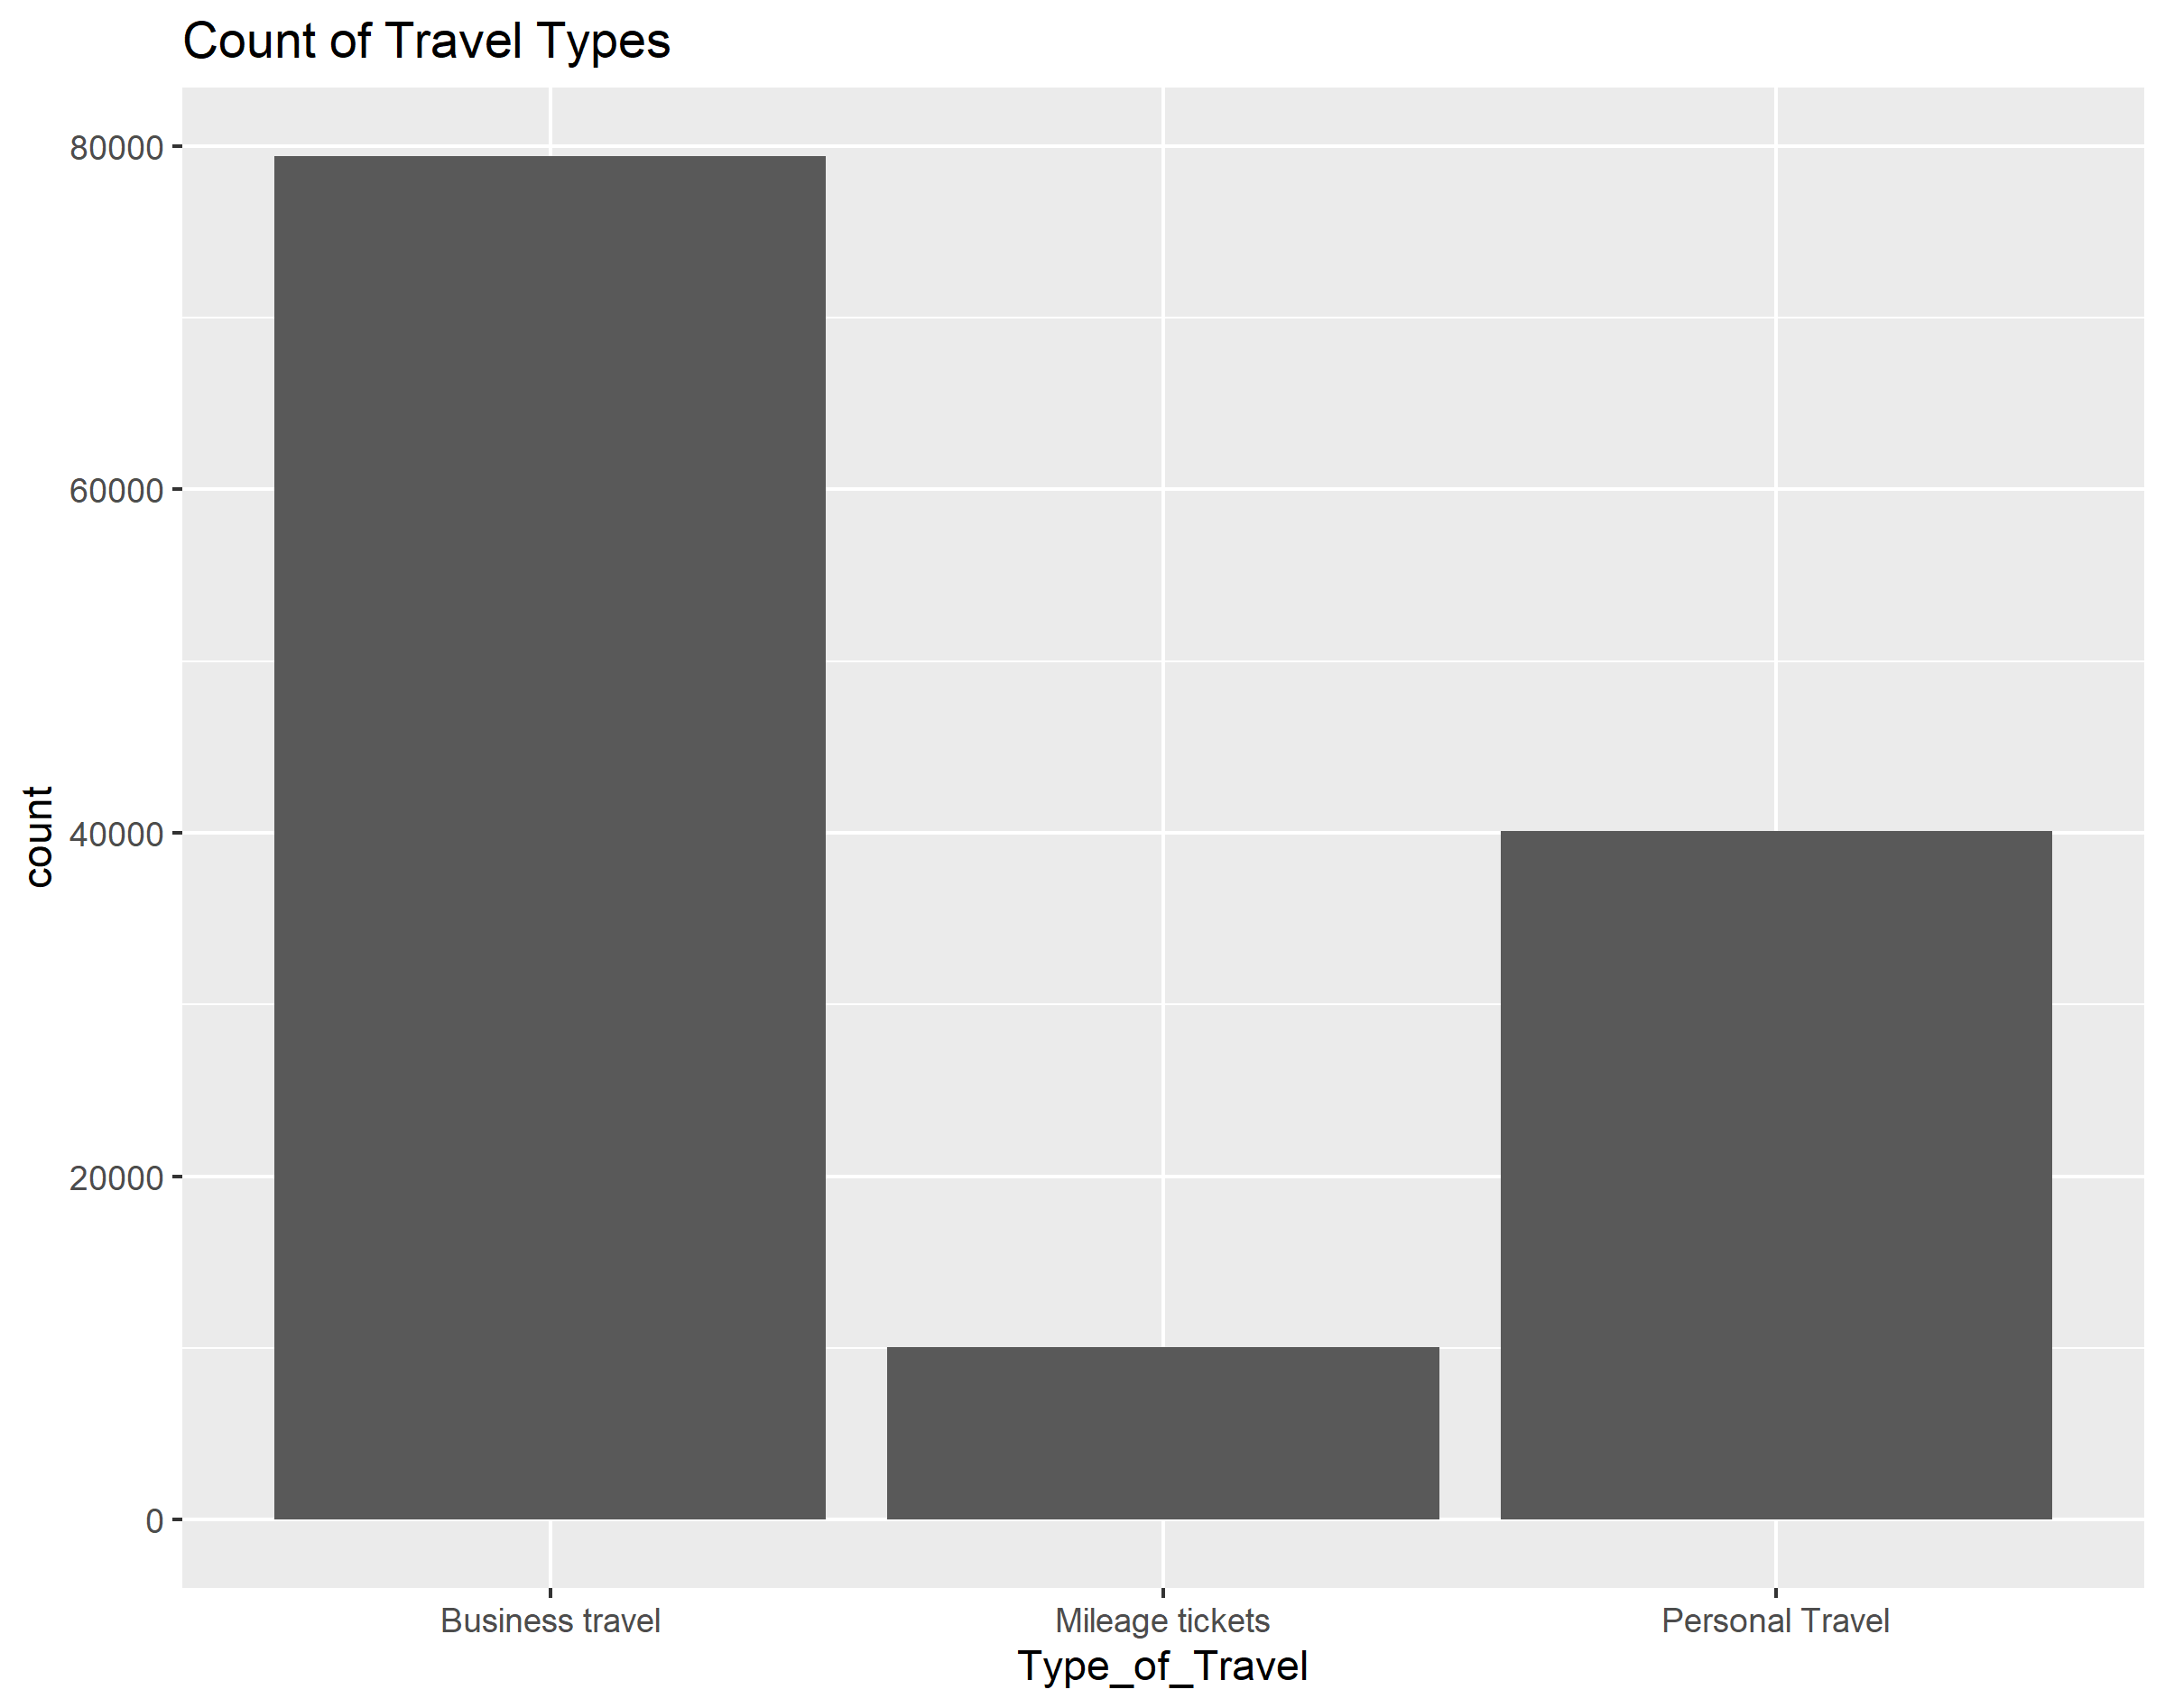 Count of Travel Types
80000
60000
40000
20000
0
count
Business travel
Mileage tickets
Personal Travel
Type_of_Travel